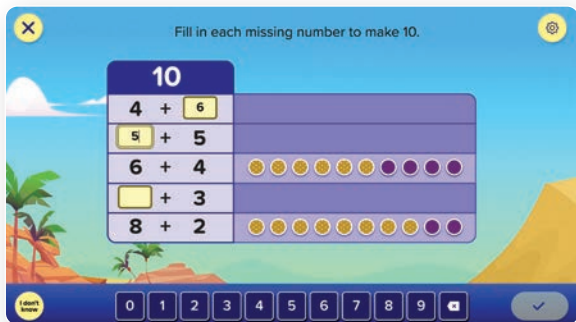 Fill in each missing number to make 10.
10
4 + 6
5 + 5
6 + 4
+ 3
8 + 2
I don't
know
0 1 2 3 4 5 6 7 8 9